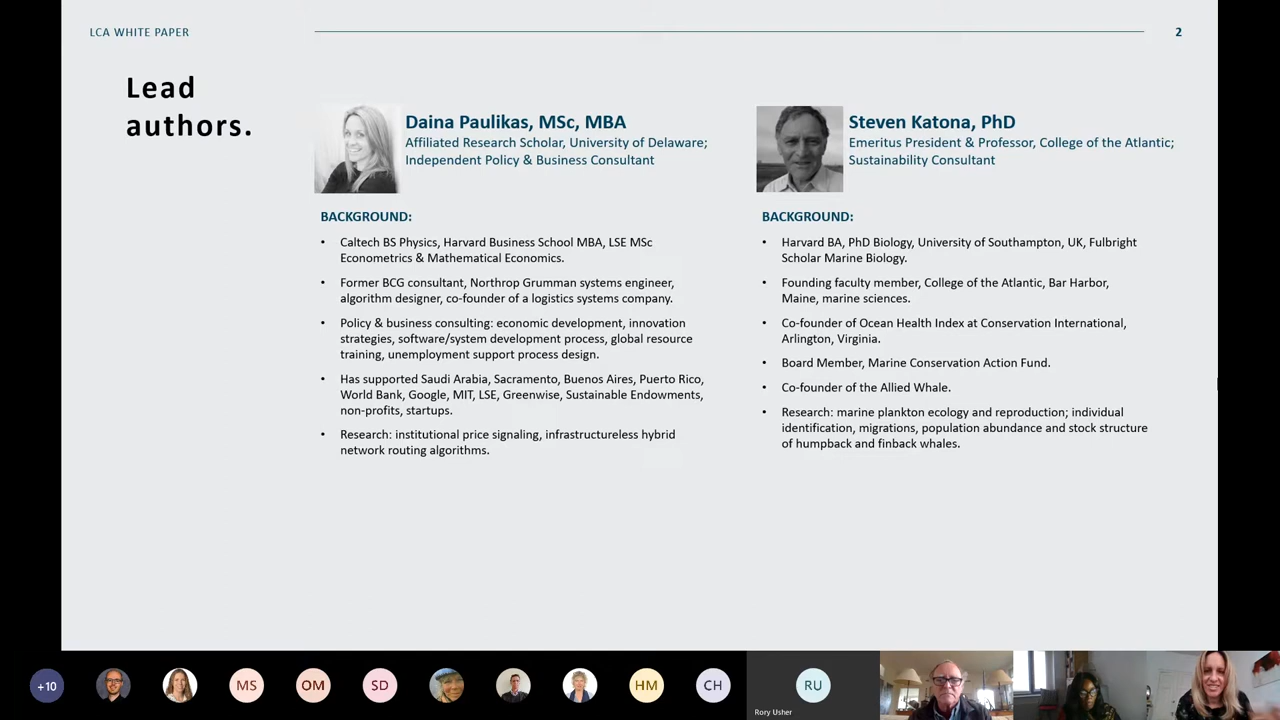 LCA WHITE PAPER
2
Lead
authors.
Daina Paulikas, MSc, MBA
Affiliated Research Scholar, University of Delaware;
Independent Policy & Business Consultant
BACKGROUND:
• Caltech BS Physics, Harvard Business School MBA, LSE MSc
Econometrics & Mathematical Economics.
• Former BCG consultant, Northrop Grumman systems engineer,
algorithm designer, co-founder of a logistics systems company.
• Policy & business consulting: economic development, innovation
strategies, software/system development process, global resource
training, unemployment support process design.
• Has supported Saudi Arabia, Sacramento, Buenos Aires, Puerto Rico,
World Bank, Google, MIT, LSE, Greenwise, Sustainable Endowments,
non-profits, startups.
• Research: institutional price signaling, infrastructureless hybrid
network routing algorithms.
Steven Katona, PhD
Emeritus President & Professor, College of the Atlantic;
Sustainability Consultant
BACKGROUND:
• Harvard BA, PhD Biology, University of Southampton, UK, Fulbright
Scholar Marine Biology.
• Founding faculty member, College of the Atlantic, Bar Harbor,
Maine, marine sciences.
• Co-founder of Ocean Health Index at Conservation International,
Arlington, Virginia.
• Board Member, Marine Conservation Action Fund.
• Co-founder of the Allied Whale.
• Research: marine plankton ecology and reproduction; individual
identification, migrations, population abundance and stock structure
of humpback and finback whales.
+10
MS
OM
SD
HM
CH
RU
Rory Usher